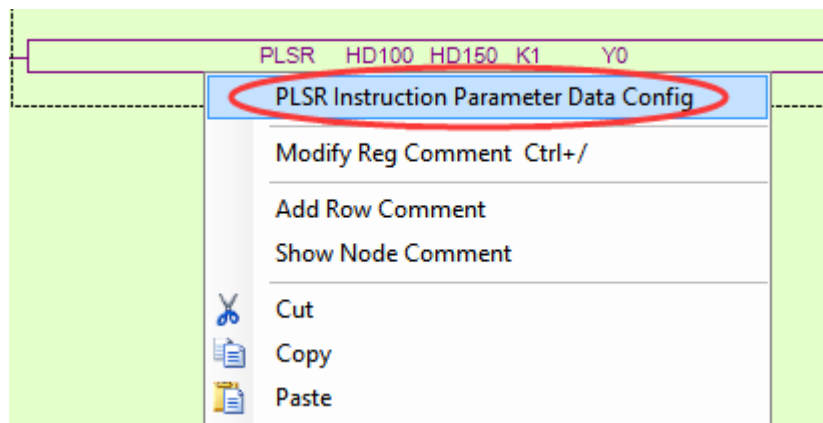 PLSR HD100 HD150 K1 Y0
PLSR Instruction Parameter Data Config
Modify Reg Comment Ctrl+/
Add Row Comment
Show Node Comment
Cut
Copy
Paste